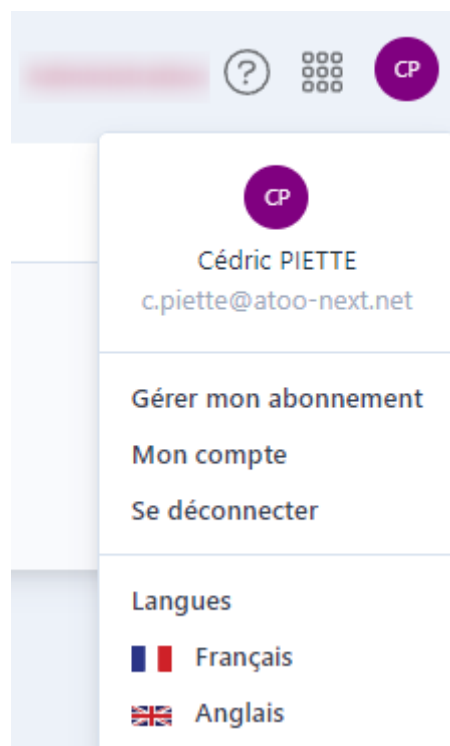 CP
CP
Cédric PIETTE
c.piette@atoo-next.net
Gérer mon abonnement
Mon compte
Se déconnecter
Langues
Français
Anglais